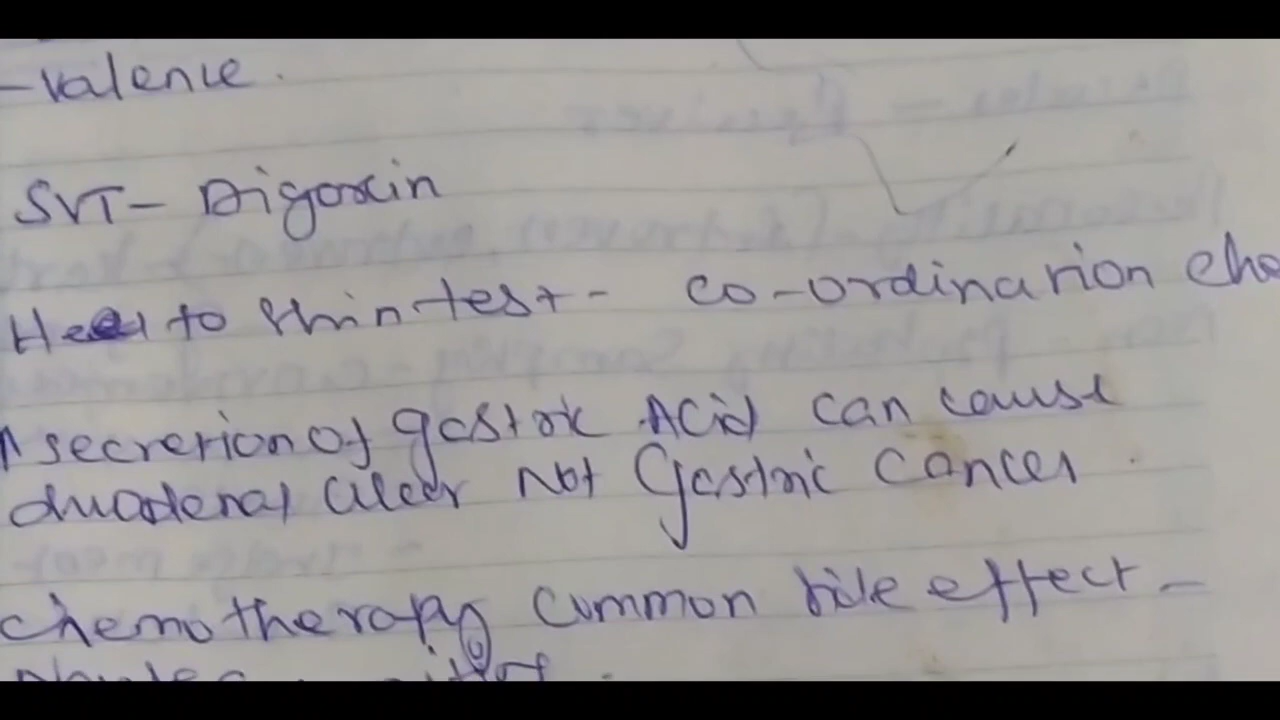 - valence.
SVT - Digoxin
Heel to shin test - co-ordination che
↑ secretion of gastric Acid can cause
duodenal ulcer not Gastric cancer.
chemotherapy common side effect -